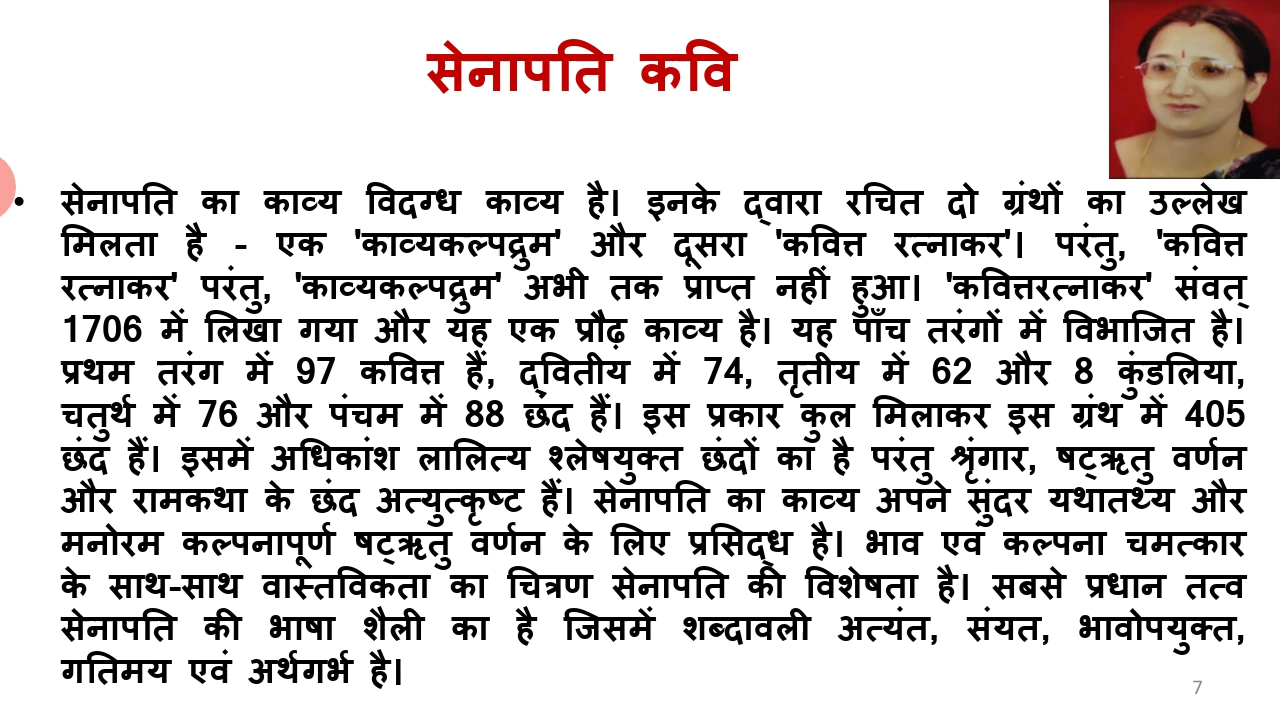 सेनापति कवि
• सेनापति का काव्य विदग्ध काव्य है। इनके द्वारा रचित दो ग्रंथों का उल्लेख
मिलता है - एक 'काव्यकल्पद्रुम' और दूसरा 'कवित्त रत्नाकर'। परंतु, 'कवित्त
रत्नाकर' परंतु, 'काव्यकल्पद्रुम' अभी तक प्राप्त नहीं हुआ। 'कवित्तरत्नाकर' संवत्
1706 में लिखा गया और यह एक प्रौढ़ काव्य है। यह पाँच तरंगों में विभाजित है।
प्रथम तरंग में 97 कवित्त हैं, द्वितीय में 74, तृतीय में 62 और 8 कुंडलिया,
चतुर्थ में 76 और पंचम में 88 छंद हैं। इस प्रकार कुल मिलाकर इस ग्रंथ में 405
छंद हैं। इसमें अधिकांश लालित्य श्लेषयुक्त छंदों का है परंतु श्रृंगार, षट्ऋतु वर्णन
और रामकथा के छंद अत्युत्कृष्ट हैं। सेनापति का काव्य अपने सुंदर यथातथ्य और
मनोरम कल्पनापूर्ण षट्ऋतु वर्णन के लिए प्रसिद्ध है। भाव एवं कल्पना चमत्कार
के साथ-साथ वास्तविकता का चित्रण सेनापति की विशेषता है। सबसे प्रधान तत्व
सेनापति की भाषा शैली का है जिसमें शब्दावली अत्यंत, संयत, भावोपयुक्त,
गतिमय एवं अर्थगर्भ है।
7